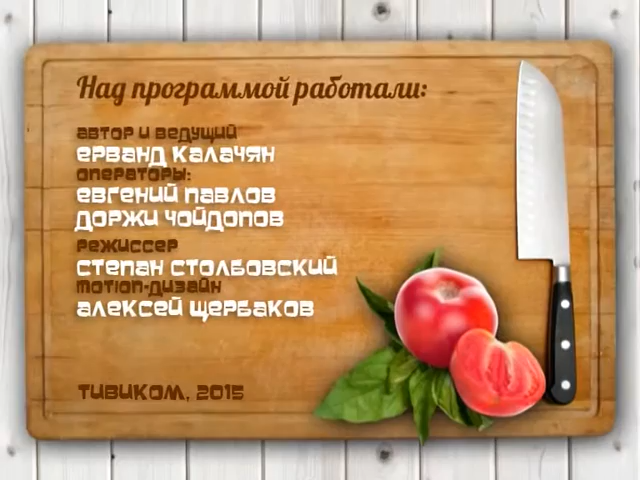 Над программой работали:
автор и ведущий
ерванд калачян
операторы:
евгений павлов
доржи чойдопов
режиссер
степан столбовский
motion-дизайн
алексей щербаков
тивиком, 2015